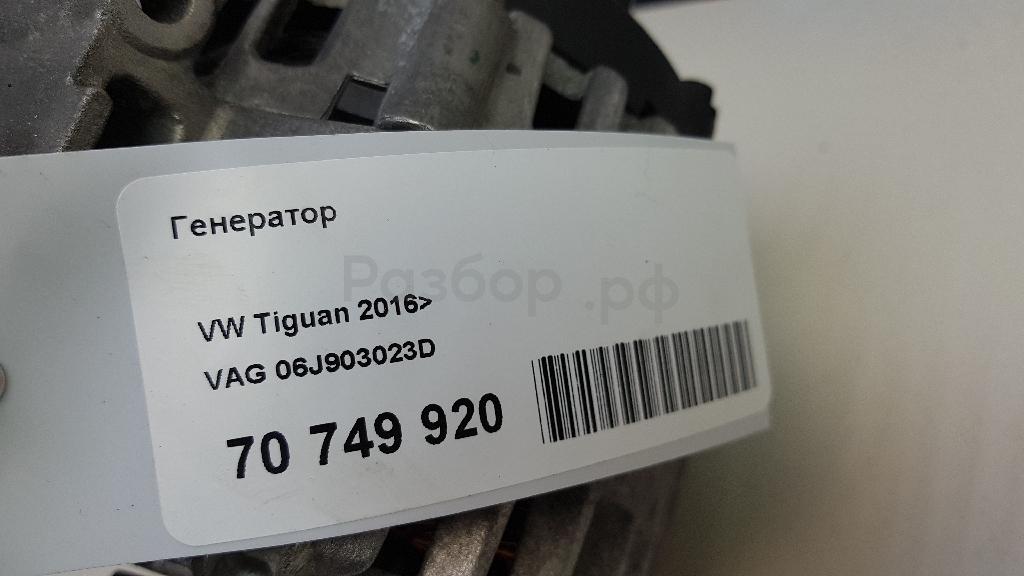 Генератор
Разбор.рф
VW Tiguan 2016>
VAG 06J903023D
70 749 920